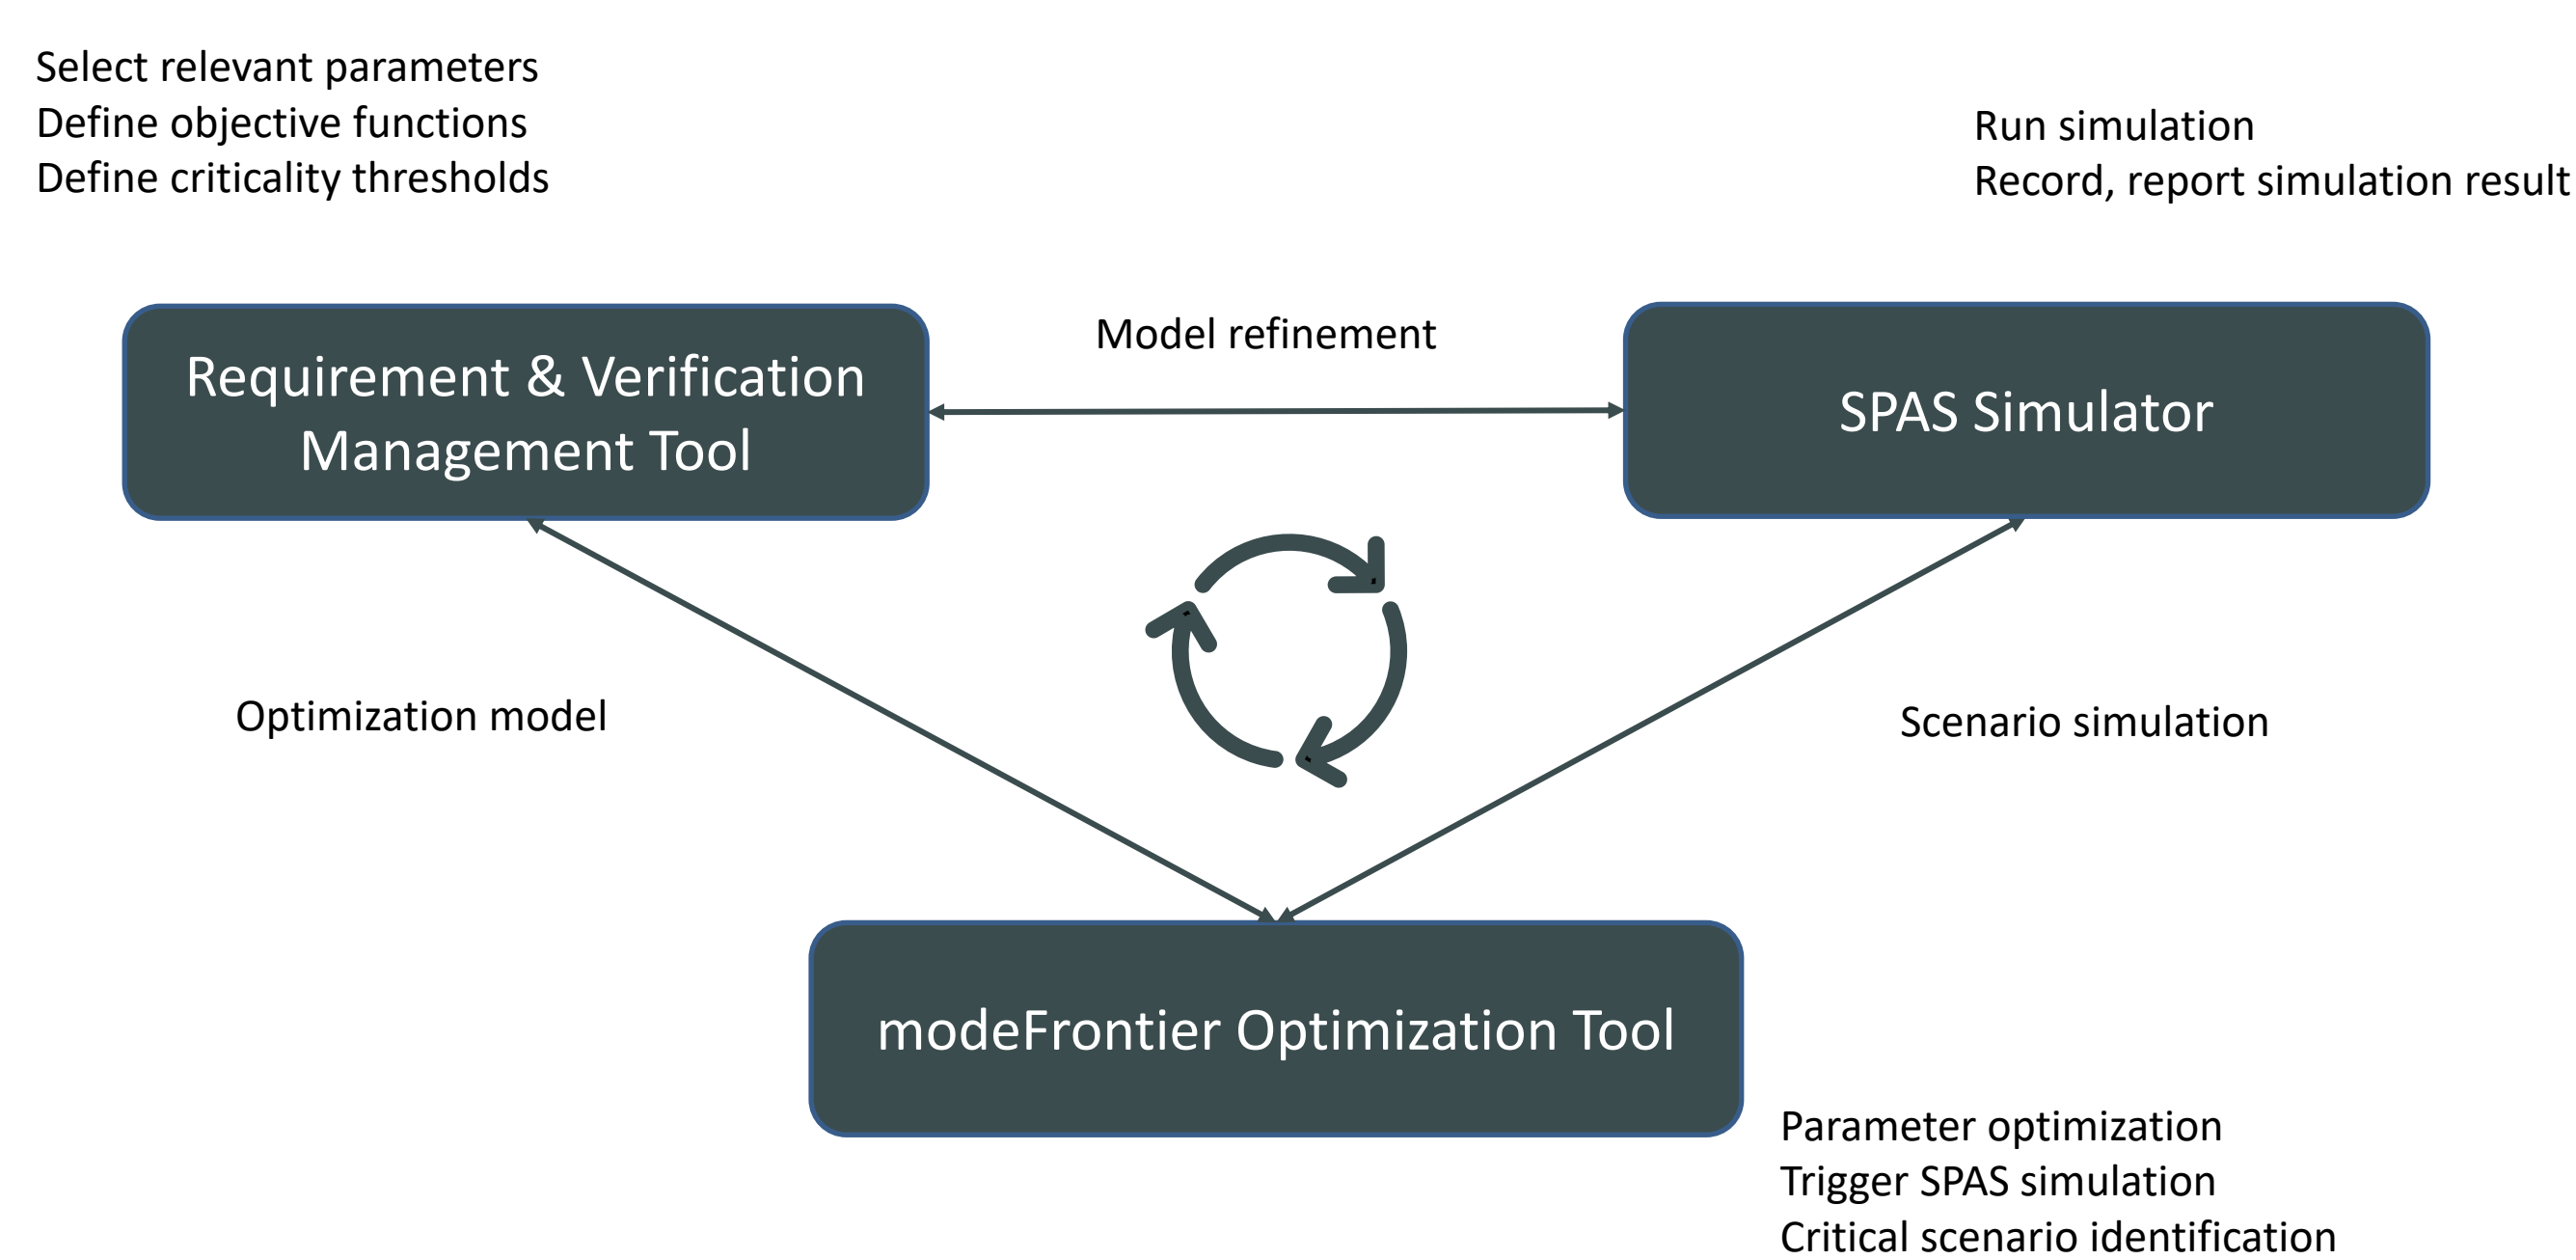 Select relevant parameters
Define objective functions
Define criticality thresholds
Run simulation
Record, report simulation result
Requirement & Verification
Management Tool
Model refinement
SPAS Simulator
Optimization model
Scenario simulation
modeFrontier Optimization Tool
Parameter optimization
Trigger SPAS simulation
Critical scenario identification